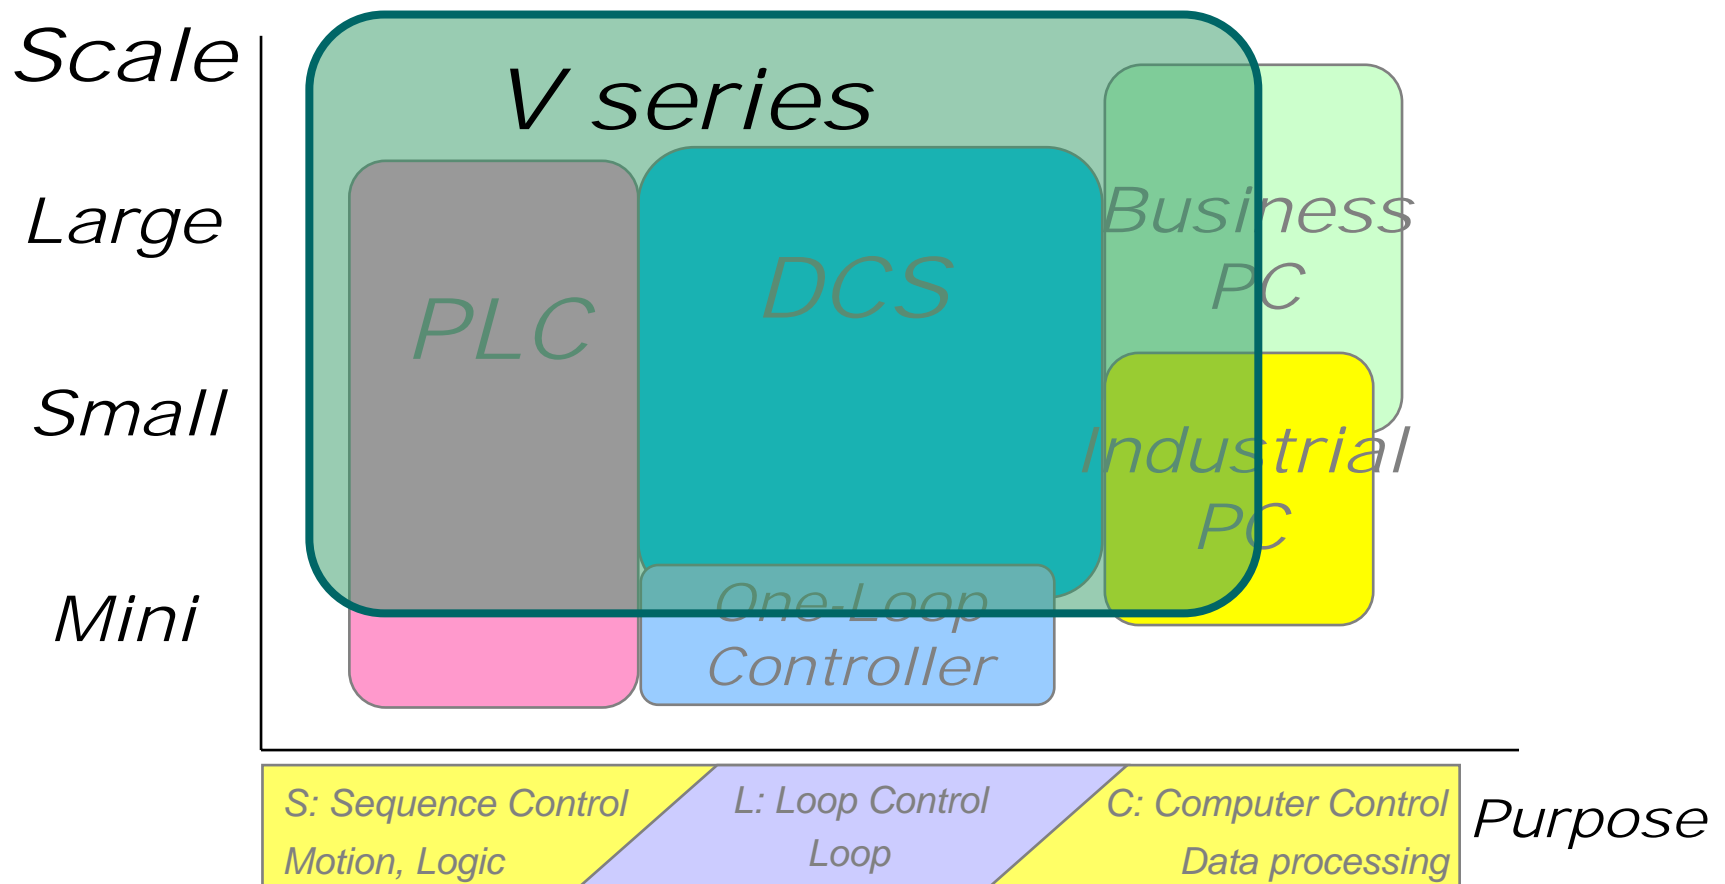 Scale
V series
Large
Business
PC
DCS
PLC
Small
Industrial
PC
Mini
One-Loop
Controller
S: Sequence Control
Motion, Logic
L: Loop Control
Loop
C: Computer Control
Data processing
Purpose